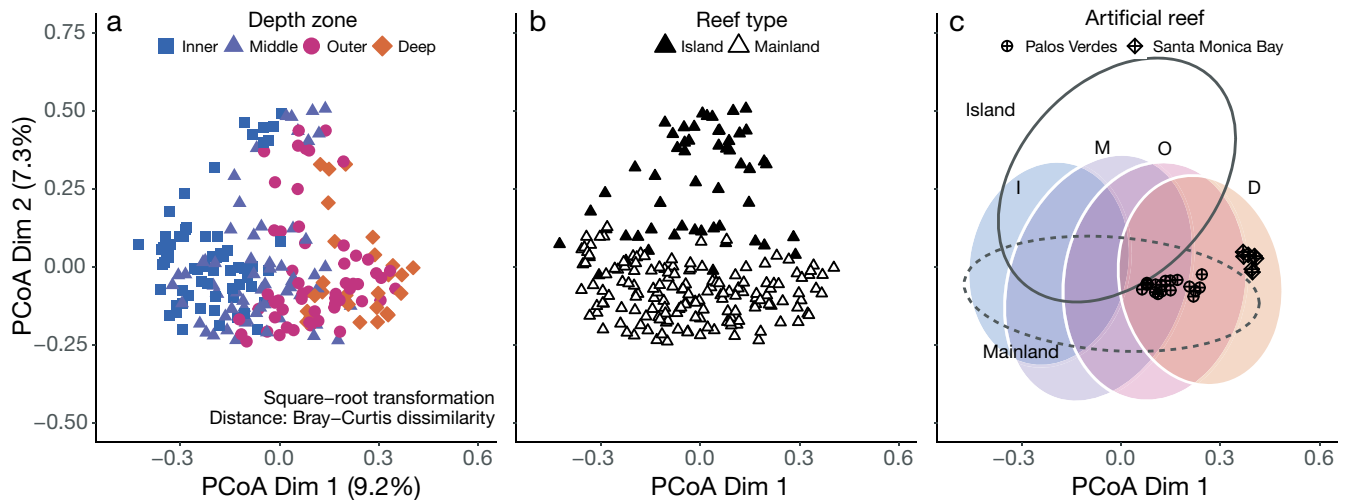 a
Depth zone
Inner Middle Outer Deep
PCoA Dim 2 (7.3%)
0.75
0.50
0.25
0.00
−0.25
−0.50
Square−root transformation
Distance: Bray−Curtis dissimilarity
−0.3 0.0 0.3 0.6
PCoA Dim 1 (9.2%)
b
Reef type
Island Mainland
−0.3 0.0 0.3 0.6
PCoA Dim 1
c
Artificial reef
Palos Verdes Santa Monica Bay
Island
M O
I D
Mainland
−0.3 0.0 0.3 0.6
PCoA Dim 1